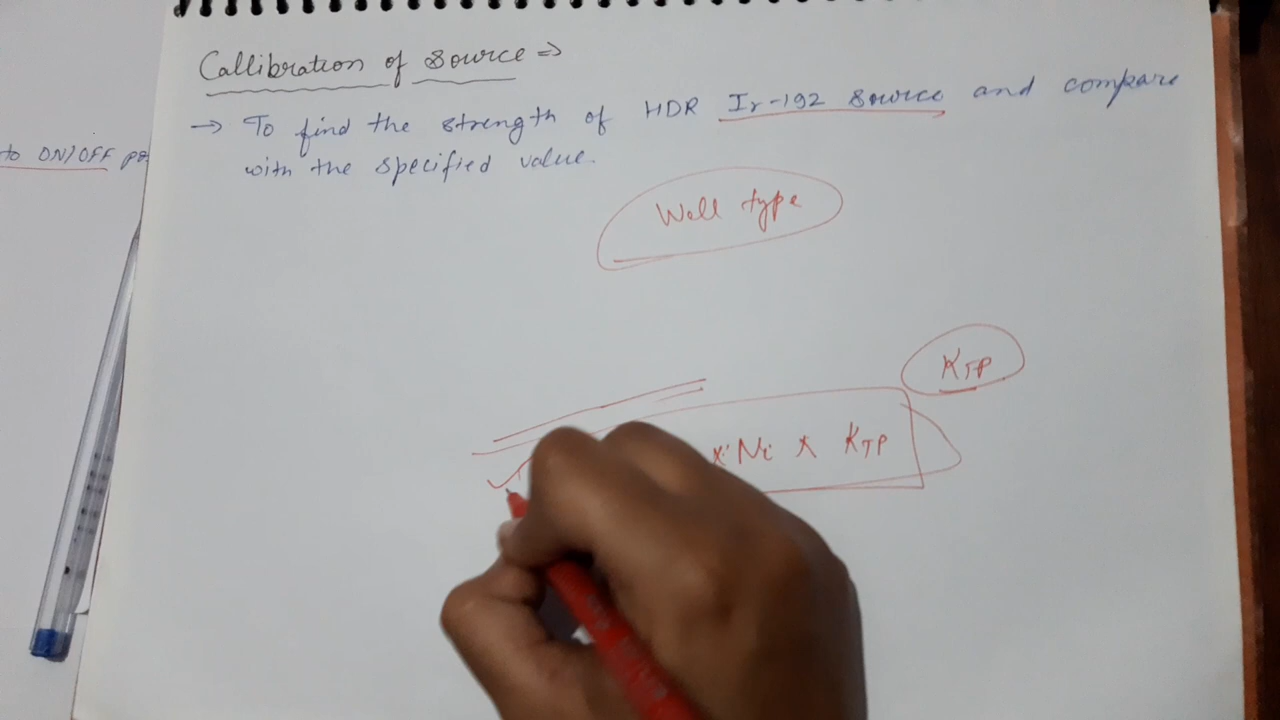 Callibration of Source ⇒
→ To find the strength of HDR Ir-192 source and compare
with the specified value.
to ON/OFF
Well type
KTP
x Ni x KTP